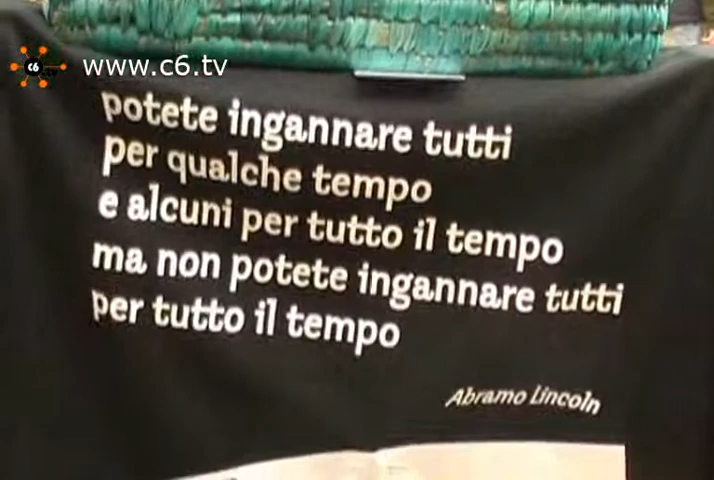 c6
www.c6.tv
potete ingannare tutti
per qualche tempo
e alcuni per tutto il tempo
ma non potete ingannare tutti
per tutto il tempo
Abramo Lincoln